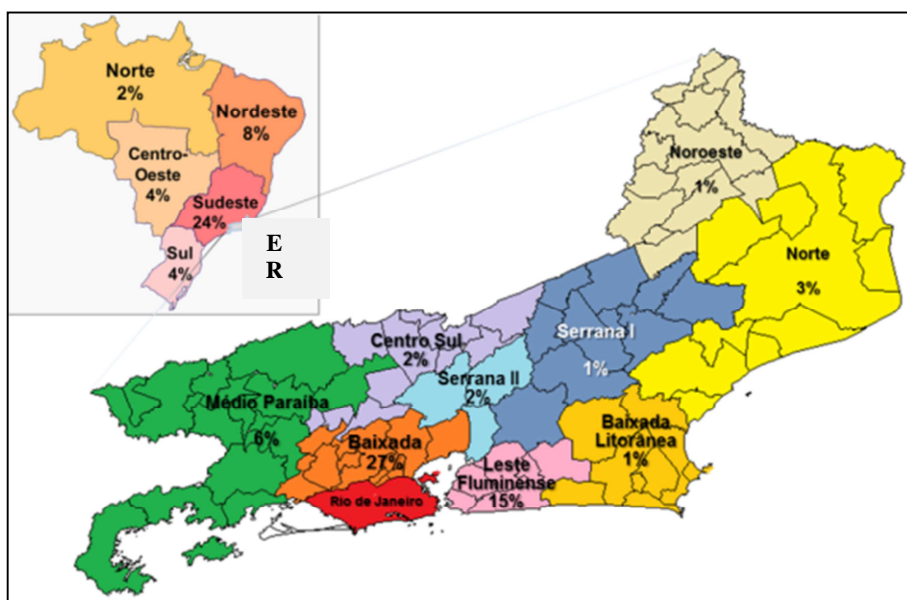 Norte
2%
Nordeste
8%
Centro-
Oeste
4%
Sudeste
24%
Sul
4%
E
R
Noroeste
1%
Norte
3%
Serrana I
1%
Centro Sul
2%
Serrana II
2%
Médio Paraiba
6%
Baixada
27%
Baixada
Litorânea
1%
Leste
Fluminense
15%
Rio de Janeiro